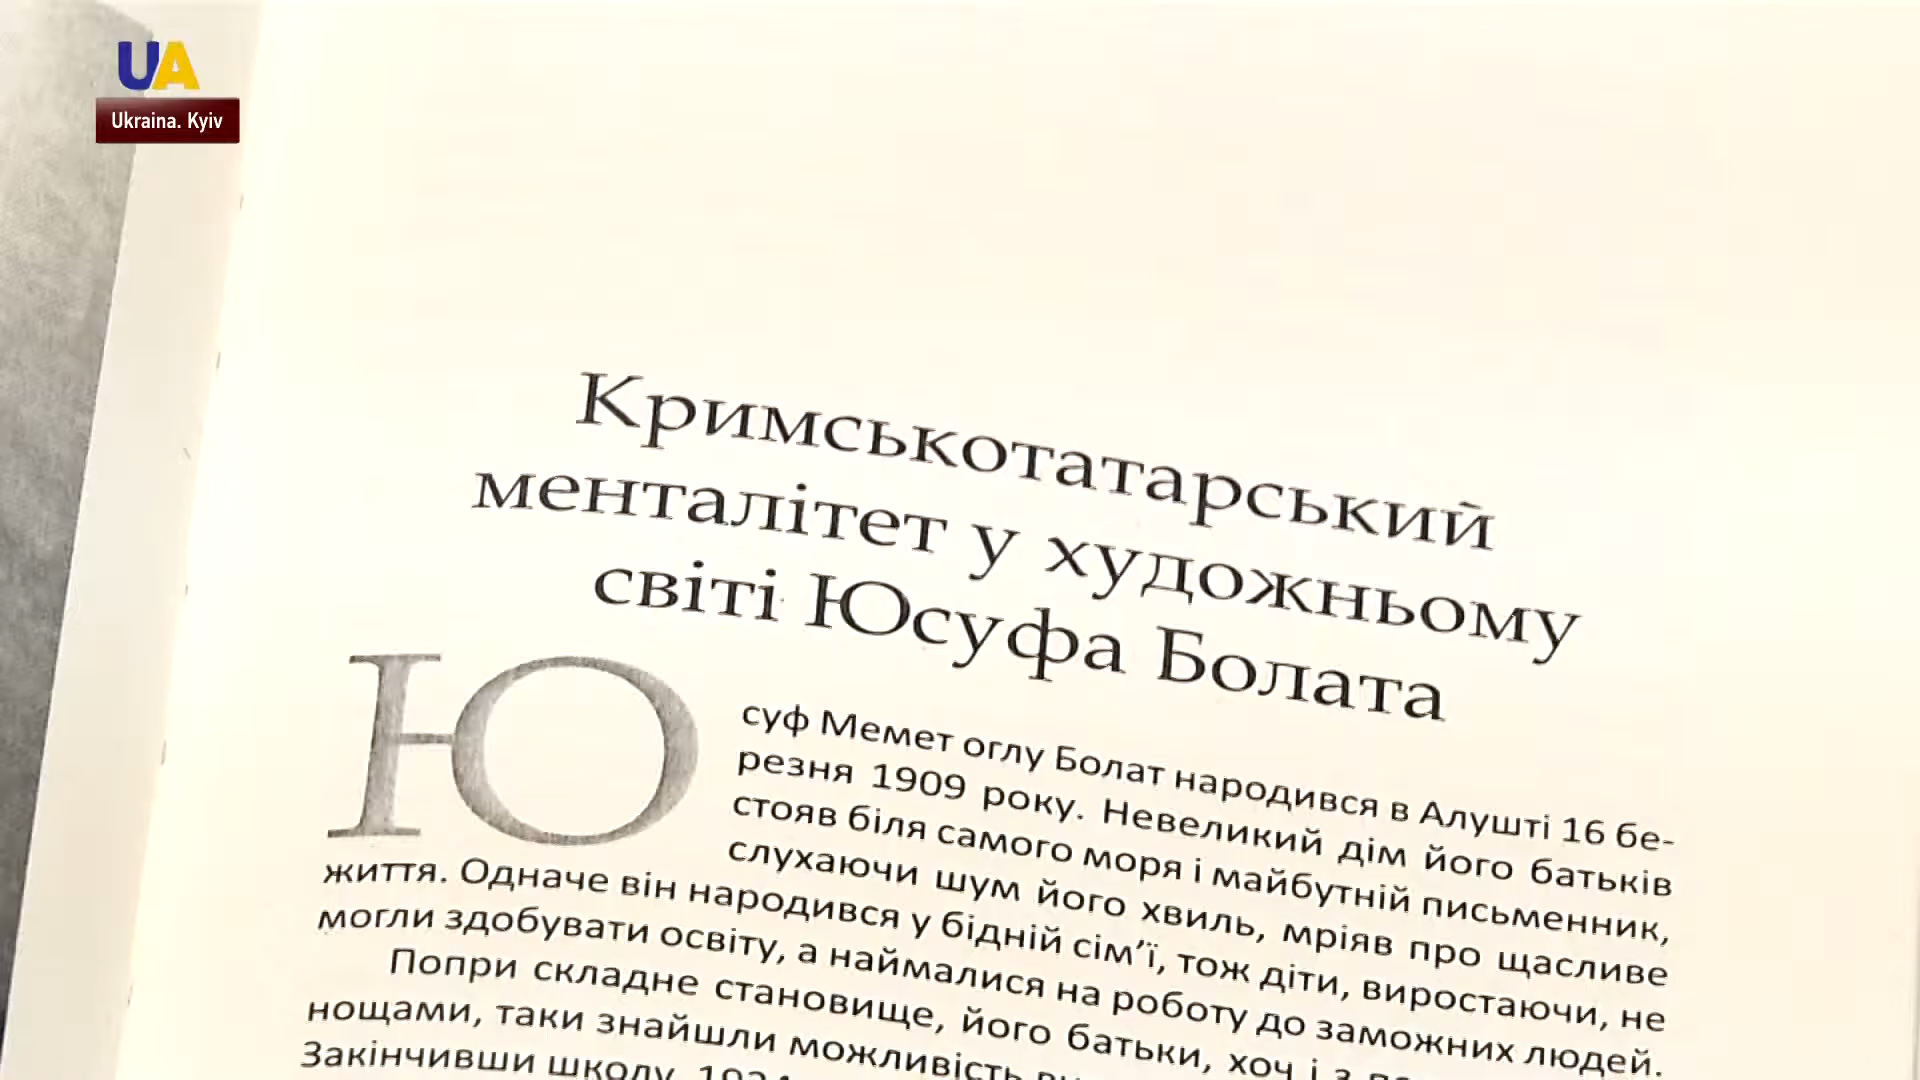 UA
Ukraina. Kyiv
Кримськотатарський
менталітет у художньому
світі Юсуфа Болата
Юсуф Мемет оглу Болат народився в Алушті 16 бе-
резня 1909 року. Невеликий дім його батьків
стояв біля самого моря і майбутній письменник,
слухаючи шум його хвиль, мріяв про щасливе
життя. Одначе він народився у бідній сім’ї, тож діти, виростаючи, не
могли здобувати освіту, а наймалися на роботу до заможних людей.
Попри складне становище, його батьки, хоч і з
нощами, таки знайшли можливість
Закінчивши школу,